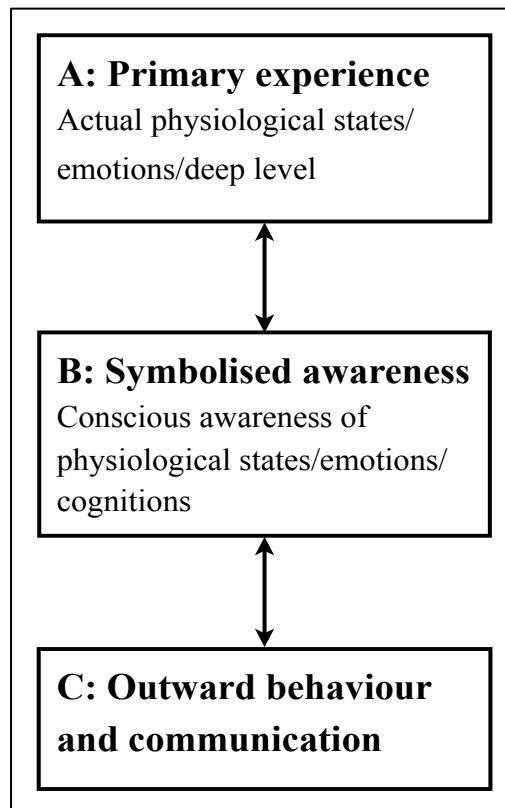 A: Primary experience
Actual physiological states/
emotions/deep level
B: Symbolised awareness
Conscious awareness of
physiological states/emotions/
cognitions
C: Outward behaviour
and communication